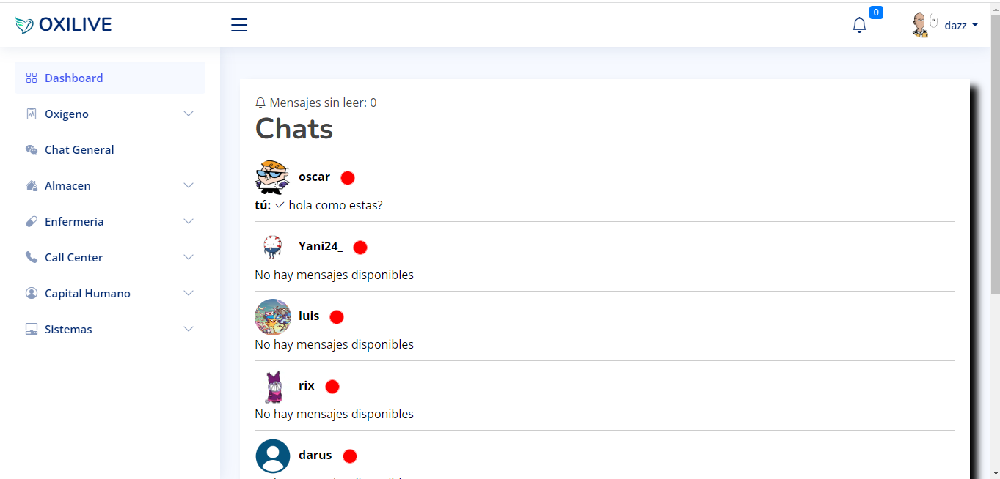 OXILIVE
0
dazz
Dashboard
Oxigeno
Chat General
Almacen
Enfermeria
Call Center
Capital Humano
Sistemas
Mensajes sin leer: 0
Chats
oscar
tú: ✓ hola como estas?
Yani24_
No hay mensajes disponibles
luis
No hay mensajes disponibles
rix
No hay mensajes disponibles
darus